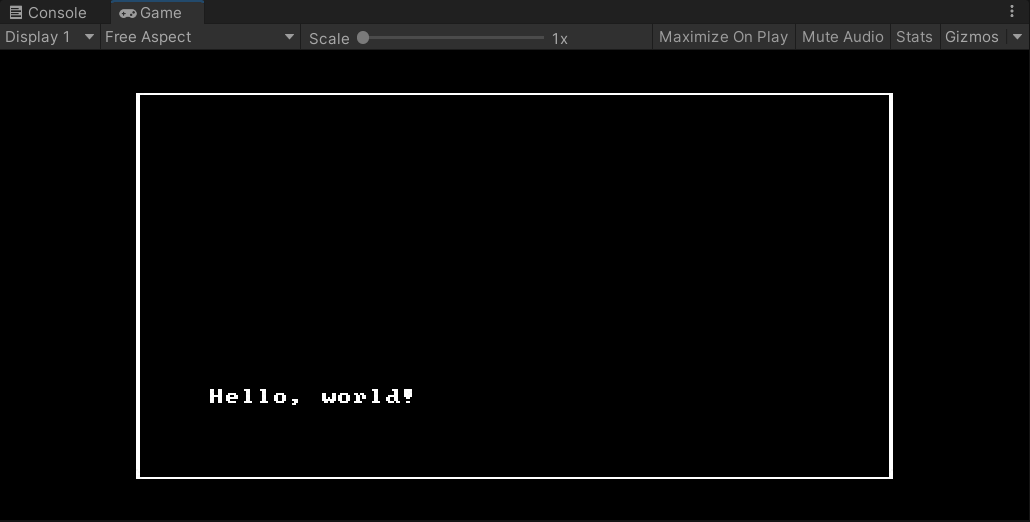 Console Game
Display 1 Free Aspect Scale 1x Maximize On Play Mute Audio Stats Gizmos
Hello, world!